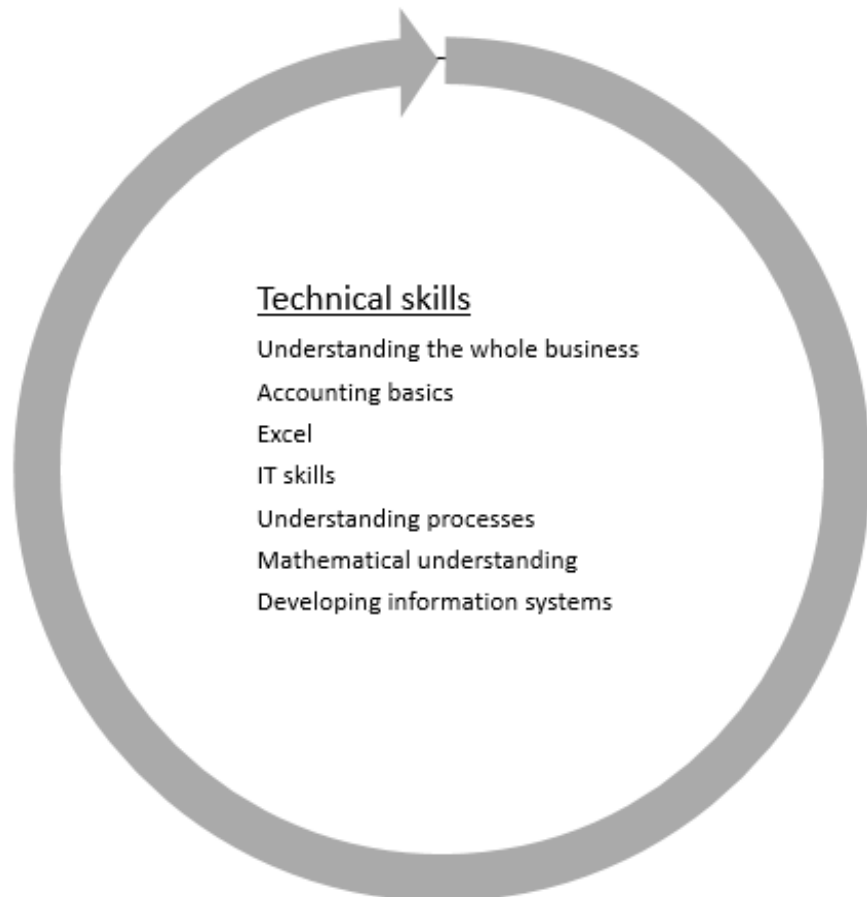 Technical skills
Understanding the whole business
Accounting basics
Excel
IT skills
Understanding processes
Mathematical understanding
Developing information systems